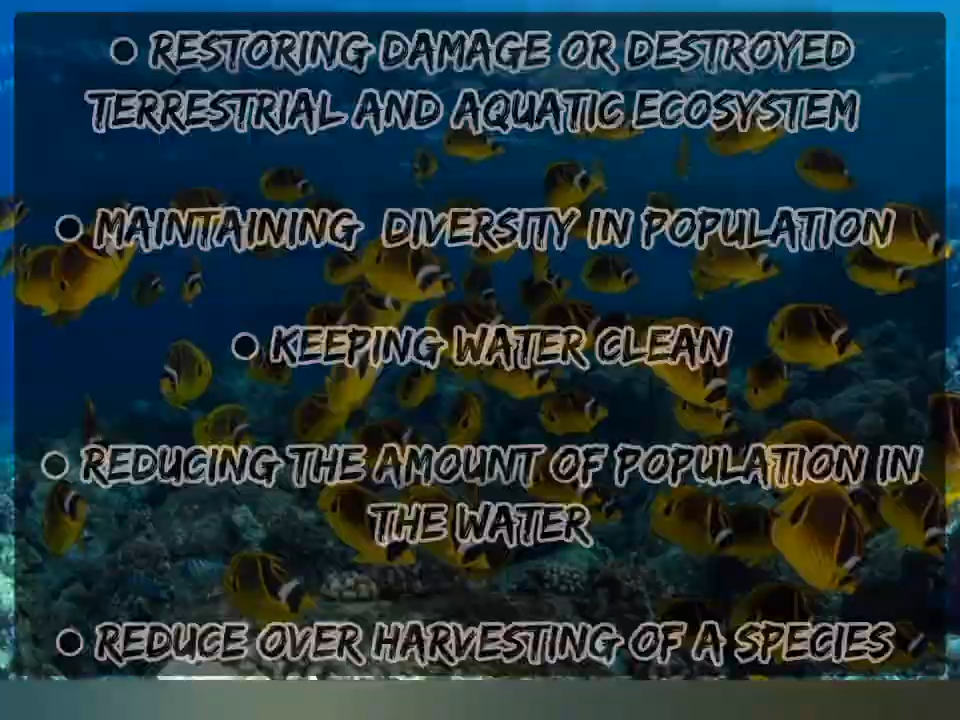 ● RESTORING DAMAGE OR DESTROYED
TERRESTRIAL AND AQUATIC ECOSYSTEM
● MAINTAINING DIVERSITY IN POPULATION
● KEEPING WATER CLEAN
● REDUCING THE AMOUNT OF POPULATION IN
THE WATER
● REDUCE OVER HARVESTING OF A SPECIES